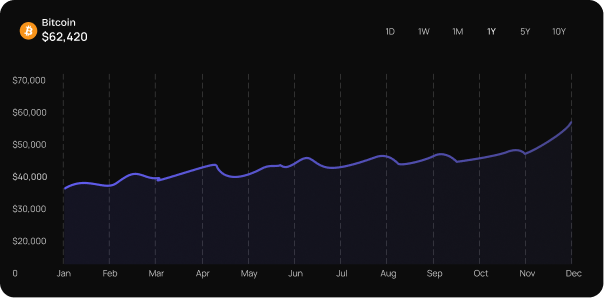 Bitcoin
$62,420
1D 1W 1M 1Y 5Y 10Y
$70,000
$60,000
$50,000
$40,000
$30,000
$20,000
0 Jan Feb Mar Apr May Jun Jul Aug Sep Oct Nov Dec